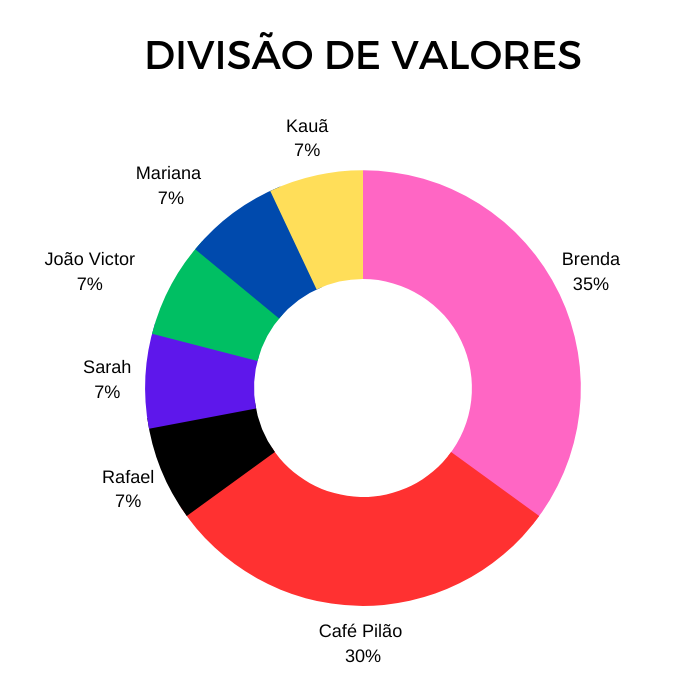 DIVISÃO DE VALORES
Kauã
7%
Mariana
7%
João Victor
7%
Brenda
35%
Sarah
7%
Rafael
7%
Café Pilão
30%